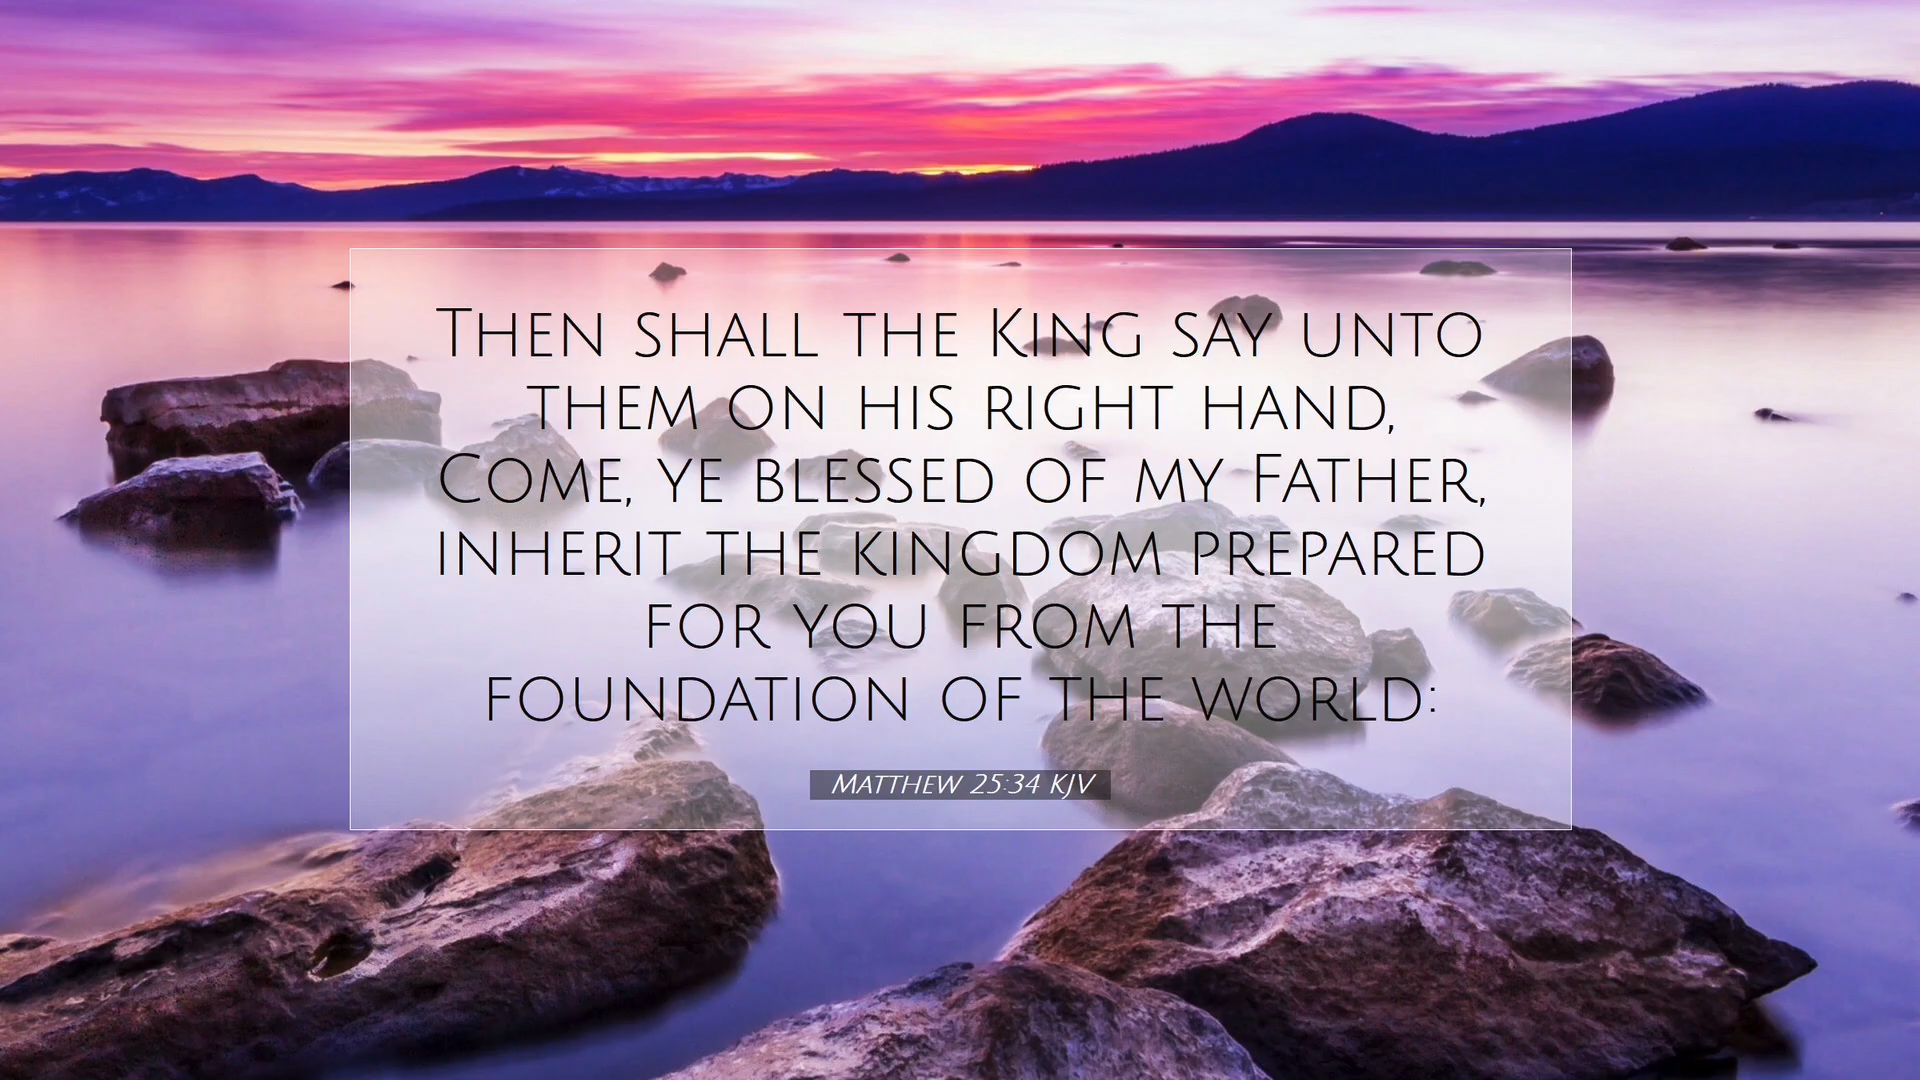 Then shall the King say unto
them on his right hand,
Come, ye blessed of my Father,
inherit the kingdom prepared
for you from the
foundation of the world:
Matthew 25:34 KJV